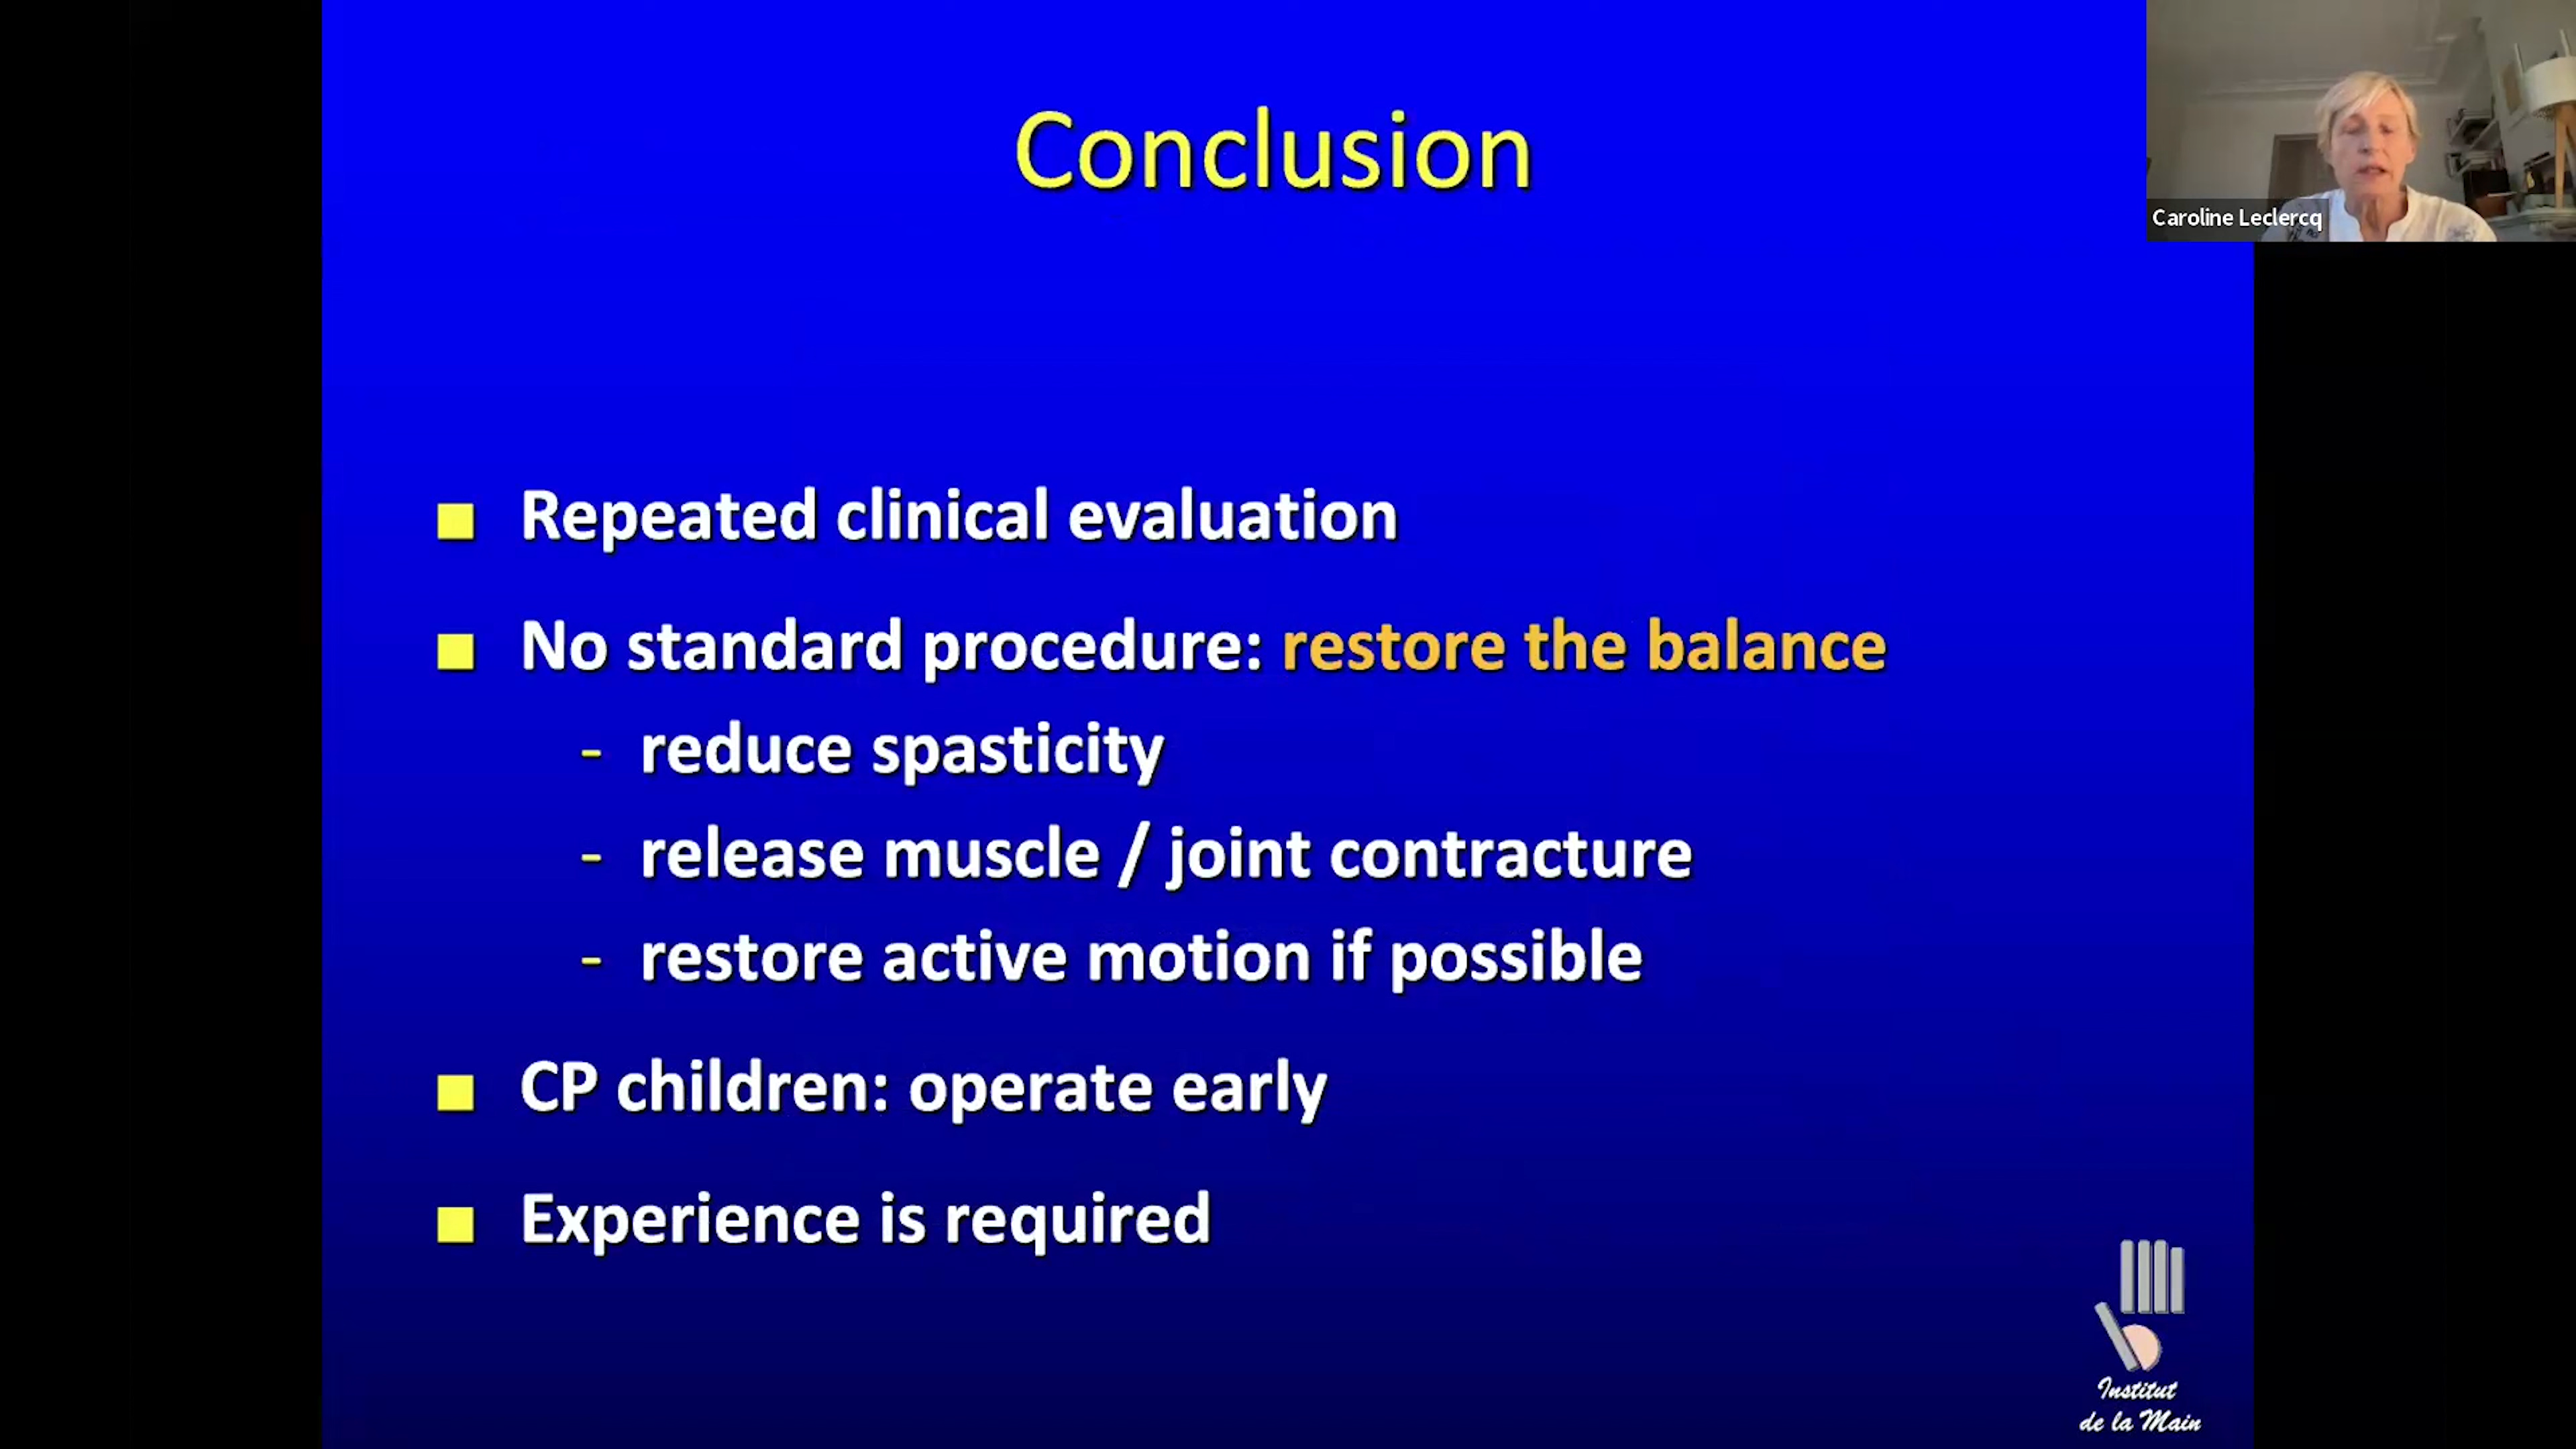 Conclusion
Caroline Leclercq
Repeated clinical evaluation
No standard procedure: restore the balance
- reduce spasticity
- release muscle / joint contracture
- restore active motion if possible
CP children: operate early
Experience is required
Institut
de la Main